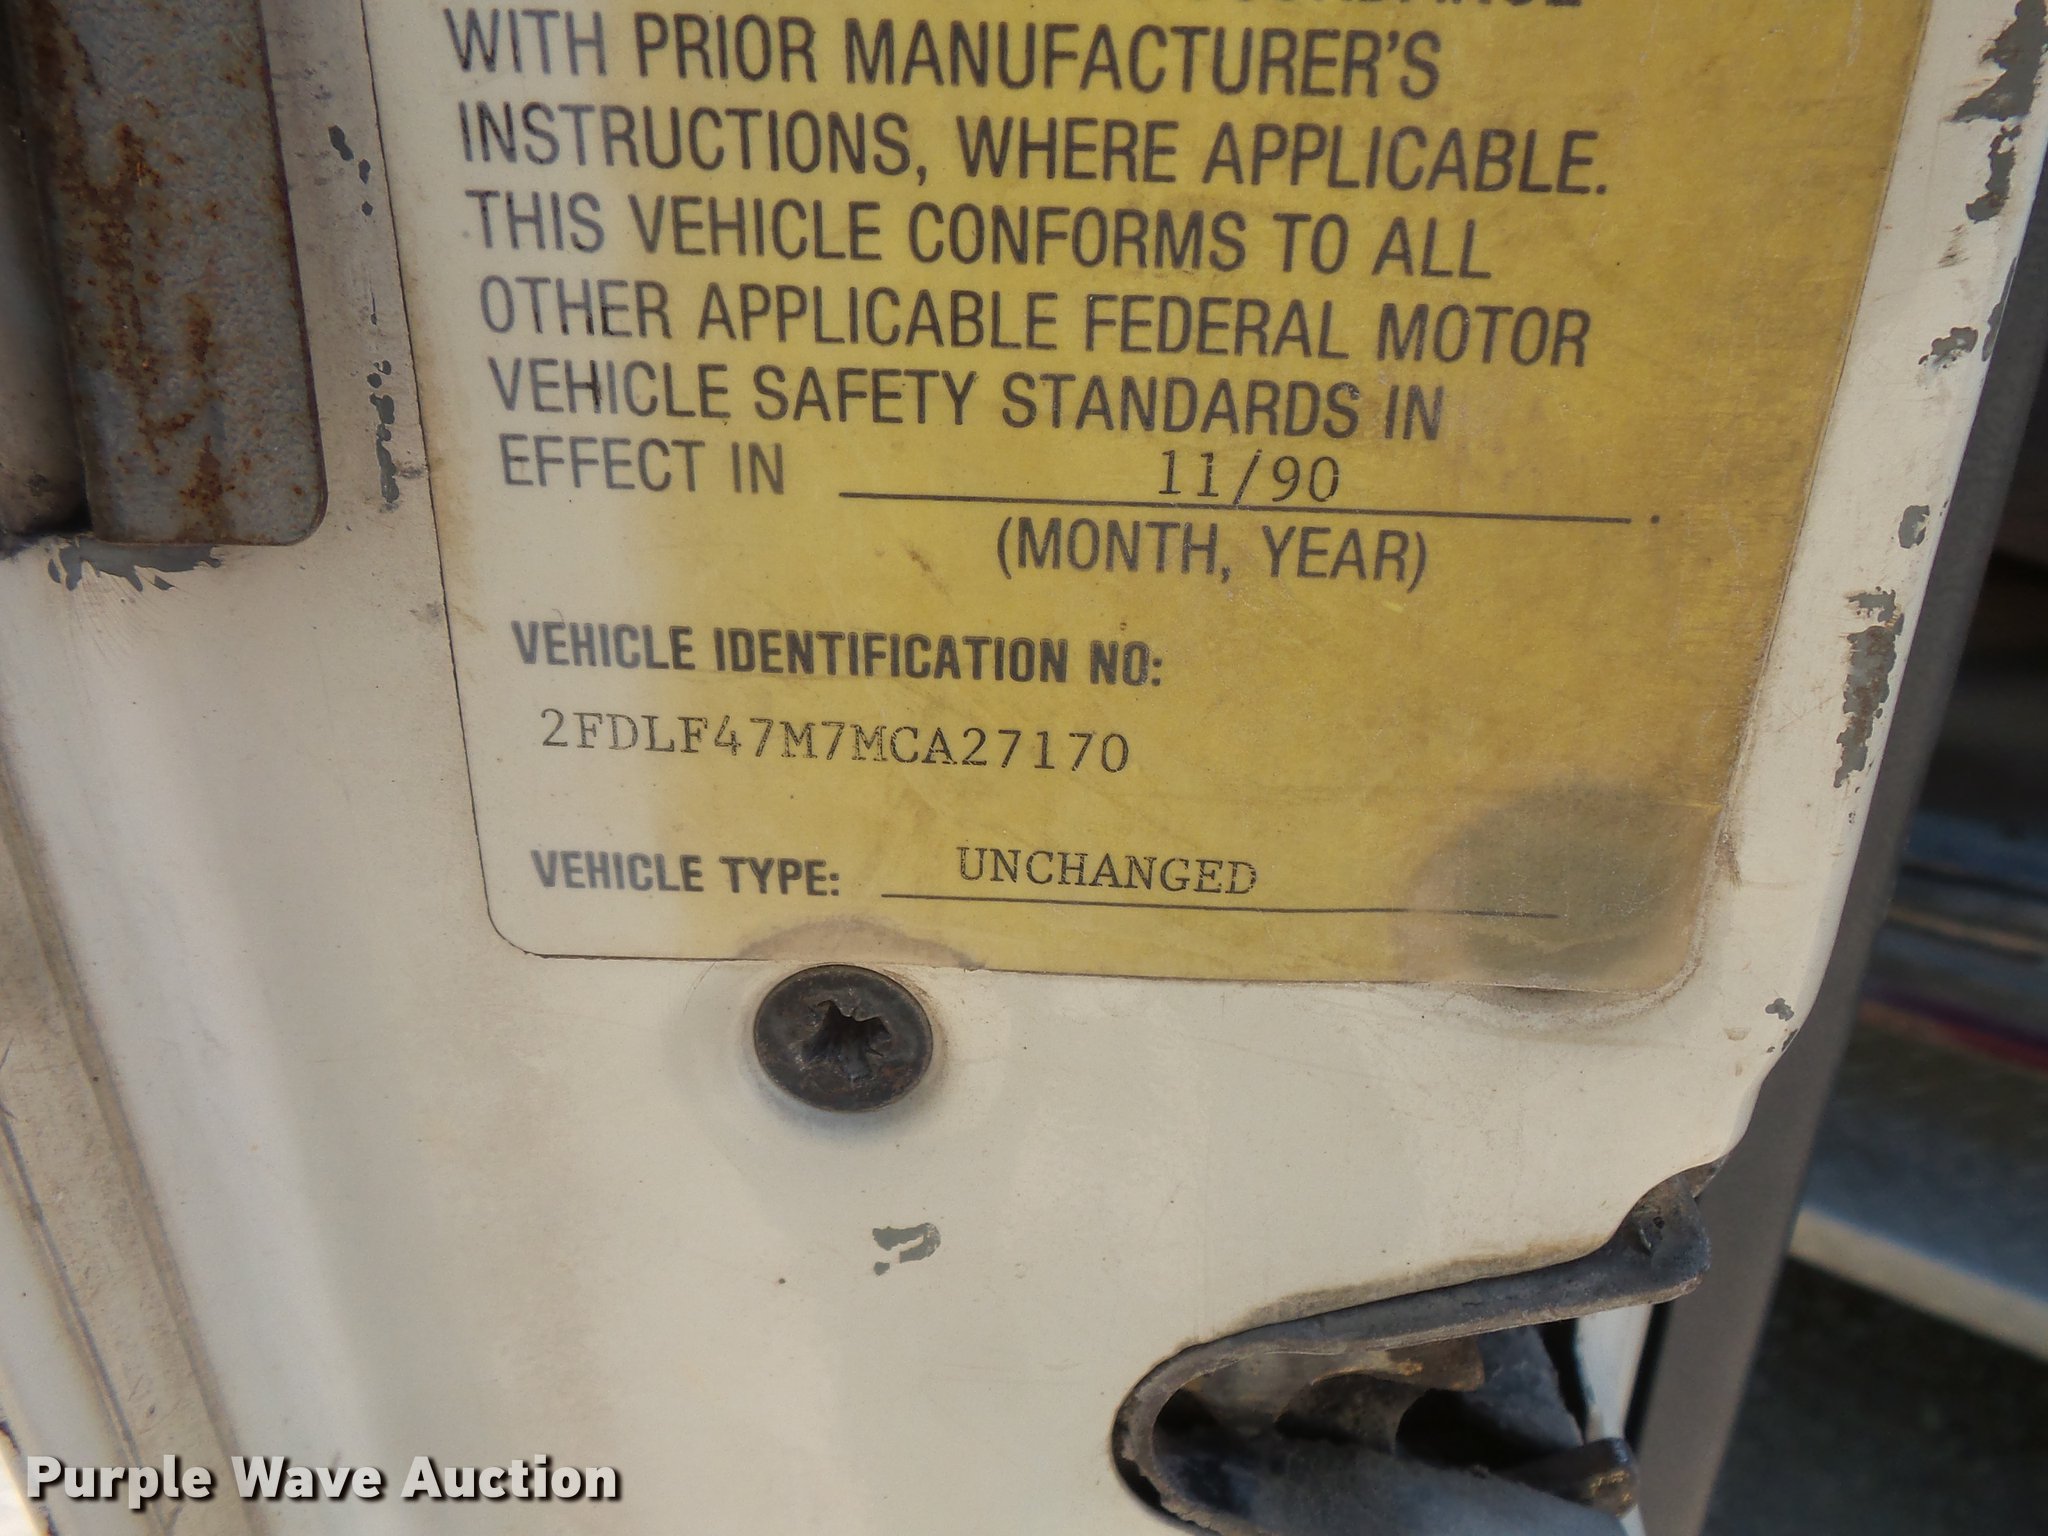 WITH PRIOR MANUFACTURER'S
INSTRUCTIONS, WHERE APPLICABLE.
THIS VEHICLE CONFORMS TO ALL
OTHER APPLICABLE FEDERAL MOTOR
VEHICLE SAFETY STANDARDS IN
EFFECT IN 11/90.
(MONTH, YEAR)
VEHICLE IDENTIFICATION NO:
2FDLF47M7MCA27170
VEHICLE TYPE: UNCHANGED
Purple Wave Auction